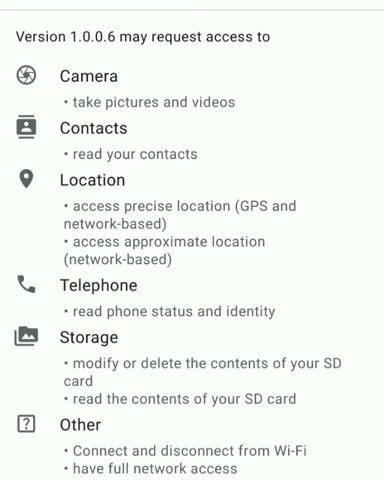 Version 1.0.0.6 may request access to
Camera
• take pictures and videos
Contacts
• read your contacts
Location
• access precise location (GPS and
network-based)
• access approximate location
(network-based)
Telephone
• read phone status and identity
Storage
• modify or delete the contents of your SD
card
• read the contents of your SD card
Other
• Connect and disconnect from Wi-Fi
• have full network access